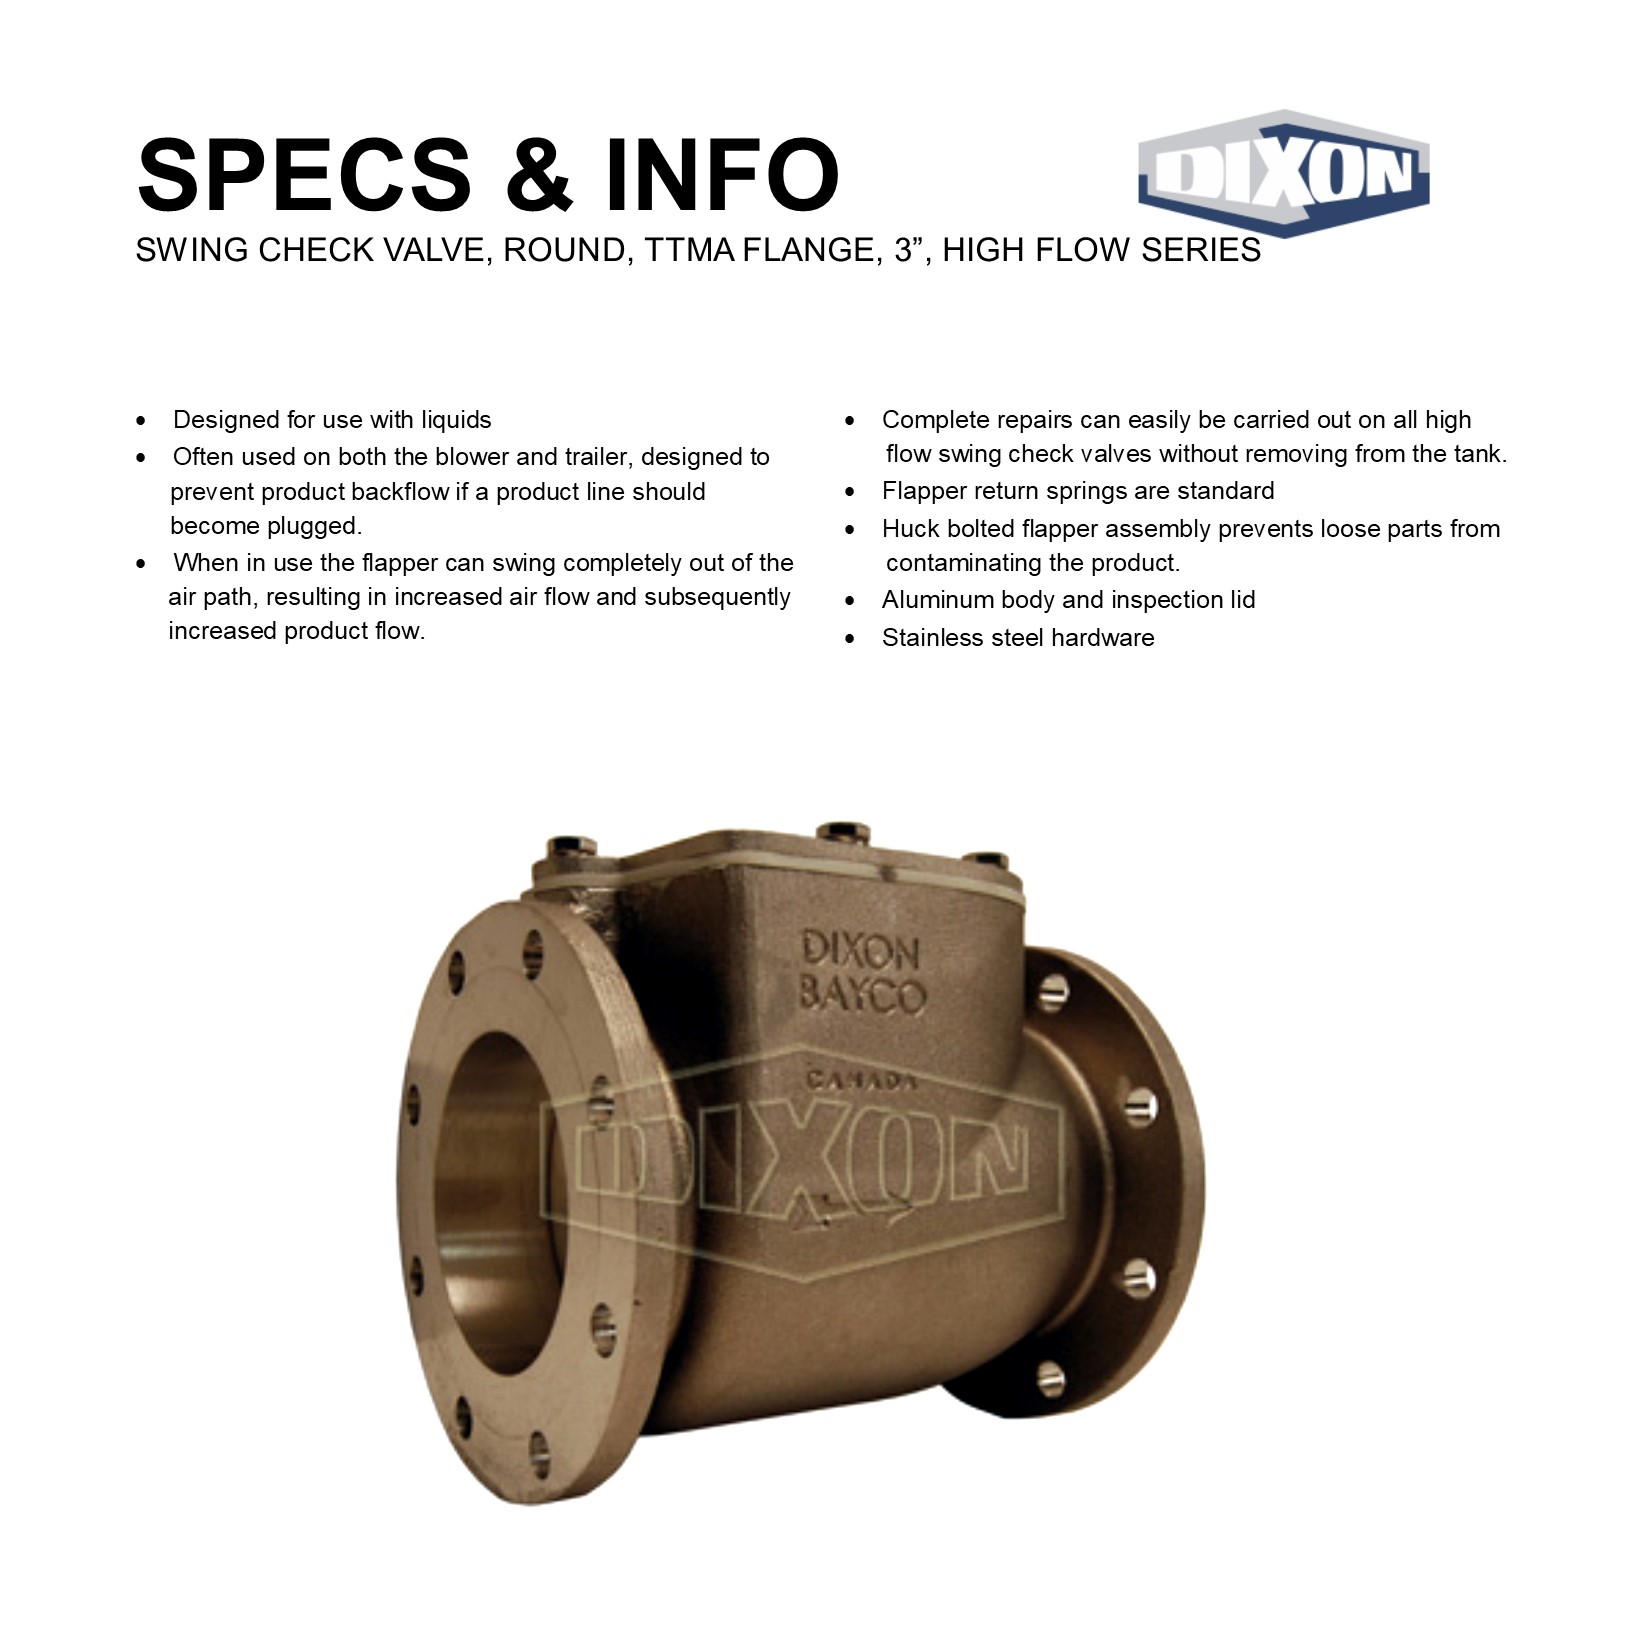 SPECS & INFO
DIXON
SWING CHECK VALVE, ROUND, TTMA FLANGE, 3”, HIGH FLOW SERIES
• Designed for use with liquids
• Often used on both the blower and trailer, designed to
prevent product backflow if a product line should
become plugged.
• When in use the flapper can swing completely out of the
air path, resulting in increased air flow and subsequently
increased product flow.
• Complete repairs can easily be carried out on all high
flow swing check valves without removing from the tank.
• Flapper return springs are standard
• Huck bolted flapper assembly prevents loose parts from
contaminating the product.
• Aluminum body and inspection lid
• Stainless steel hardware
DIXON
BAYCO
CANADA
DIXON